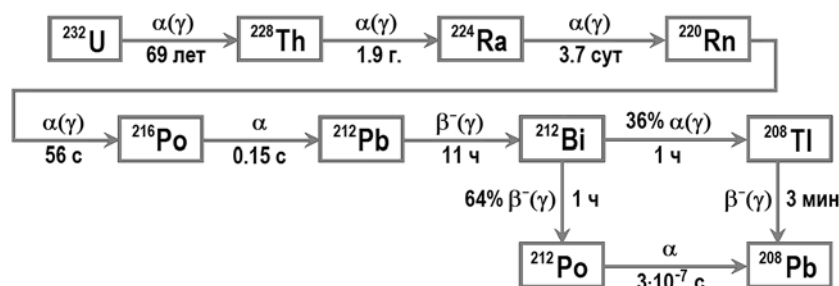 α(γ) α(γ) α(γ)
²³²U ²²⁸Th ²²⁴Ra ²²⁰Rn
69 лет 1.9 г. 3.7 сут
α(γ) α β⁻(γ) 36% α(γ)
²¹⁶Po ²¹²Pb ²¹²Bi ²⁰⁸Tl
56 с 0.15 с 11 ч 1 ч
64% β⁻(γ) 1 ч β⁻(γ) 3 мин
α
²¹²Po ²⁰⁸Pb
3·10⁻⁷ с